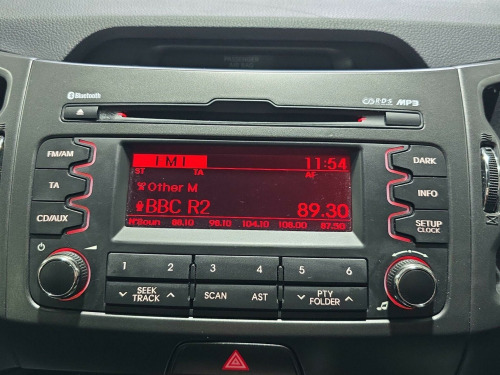 Bluetooth
RDS MP3
FM/AM
TA
CD/AUX
DARK
INFO
SETUP
CLOCK
FM1 11:54
ST TA AF
Other M
BBC R2 89.30
88.10 98.10 104.10 106.00 87.50
1 2 3 4 5 6
SEEK
TRACK
SCAN AST
PTY
FOLDER